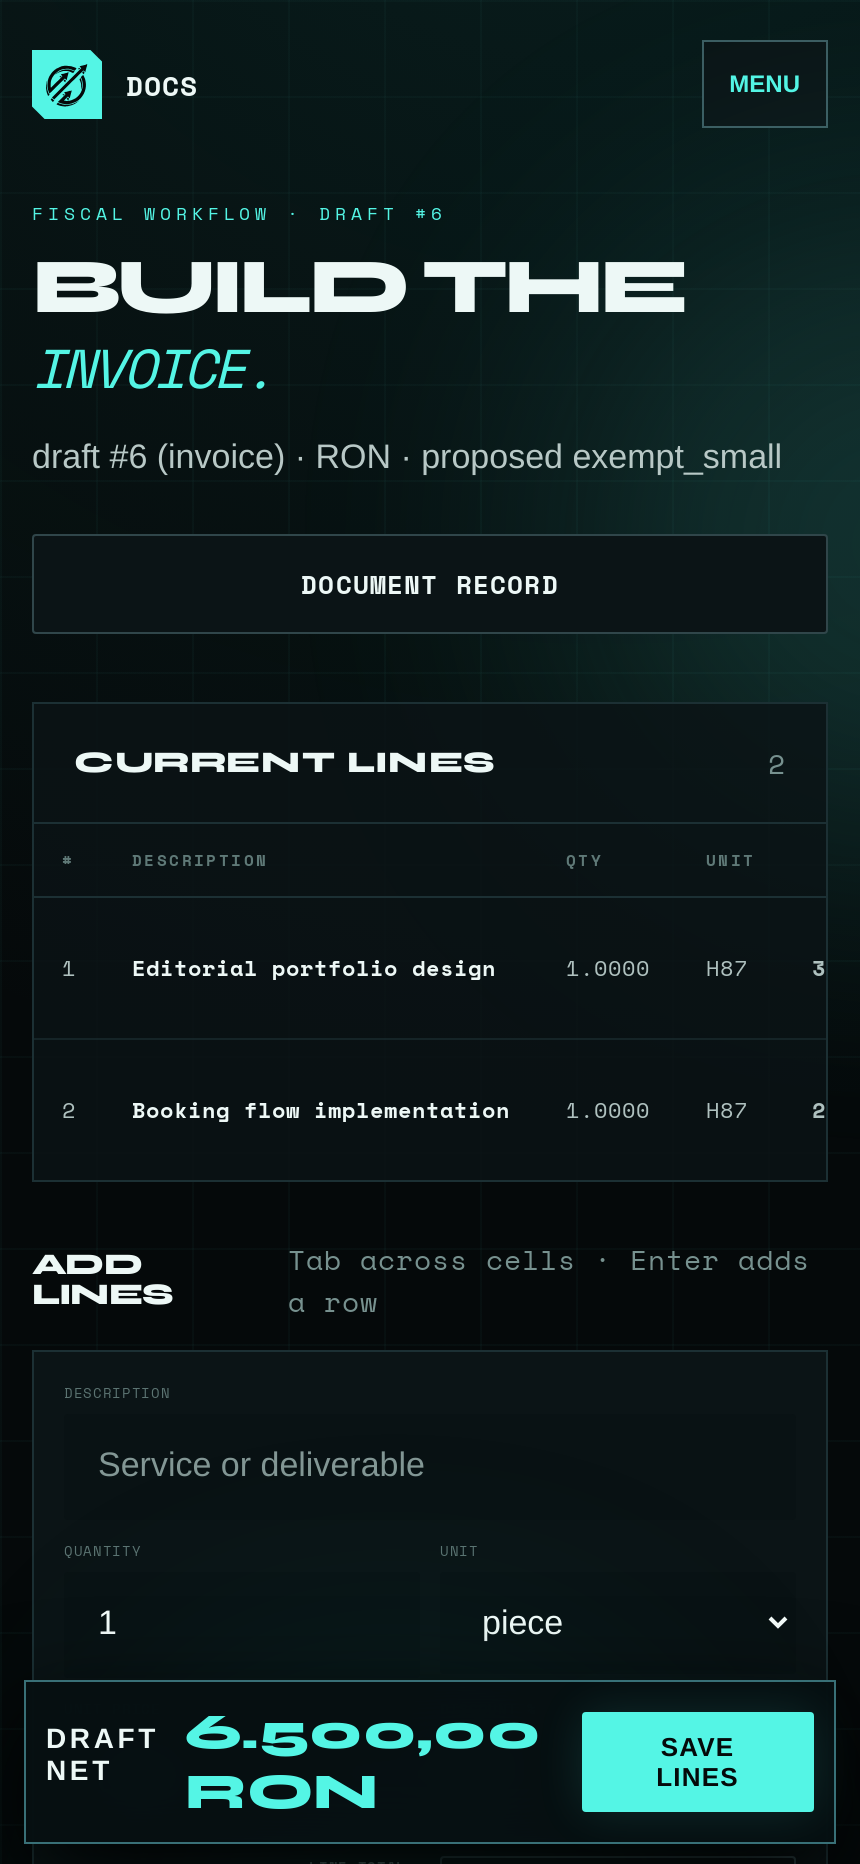 DOCS
MENU
FISCAL WORKFLOW · DRAFT #6
BUILD THE
INVOICE.
draft #6 (invoice) · RON · proposed exempt_small
DOCUMENT RECORD
CURRENT LINES
2
# DESCRIPTION QTY UNIT
1 Editorial portfolio design 1.0000 H87 3
2 Booking flow implementation 1.0000 H87 2
ADD
LINES
Tab across cells · Enter adds
a row
DESCRIPTION
Service or deliverable
QUANTITY UNIT
1 piece
DRAFT
NET
6.500,00
RON
SAVE
LINES